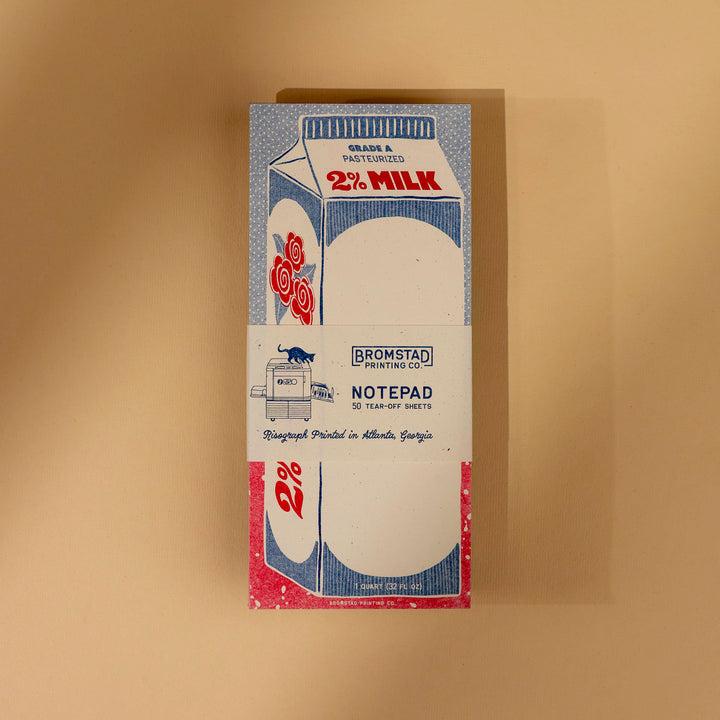 GRADE A
PASTEURIZED
2% MILK
BROMSTAD
PRINTING CO.
NOTEPAD
50 TEAR-OFF SHEETS
RISO
Risograph Printed in Atlanta, Georgia
2%
1 QUART (32 FL OZ)
BROMSTAD PRINTING CO.